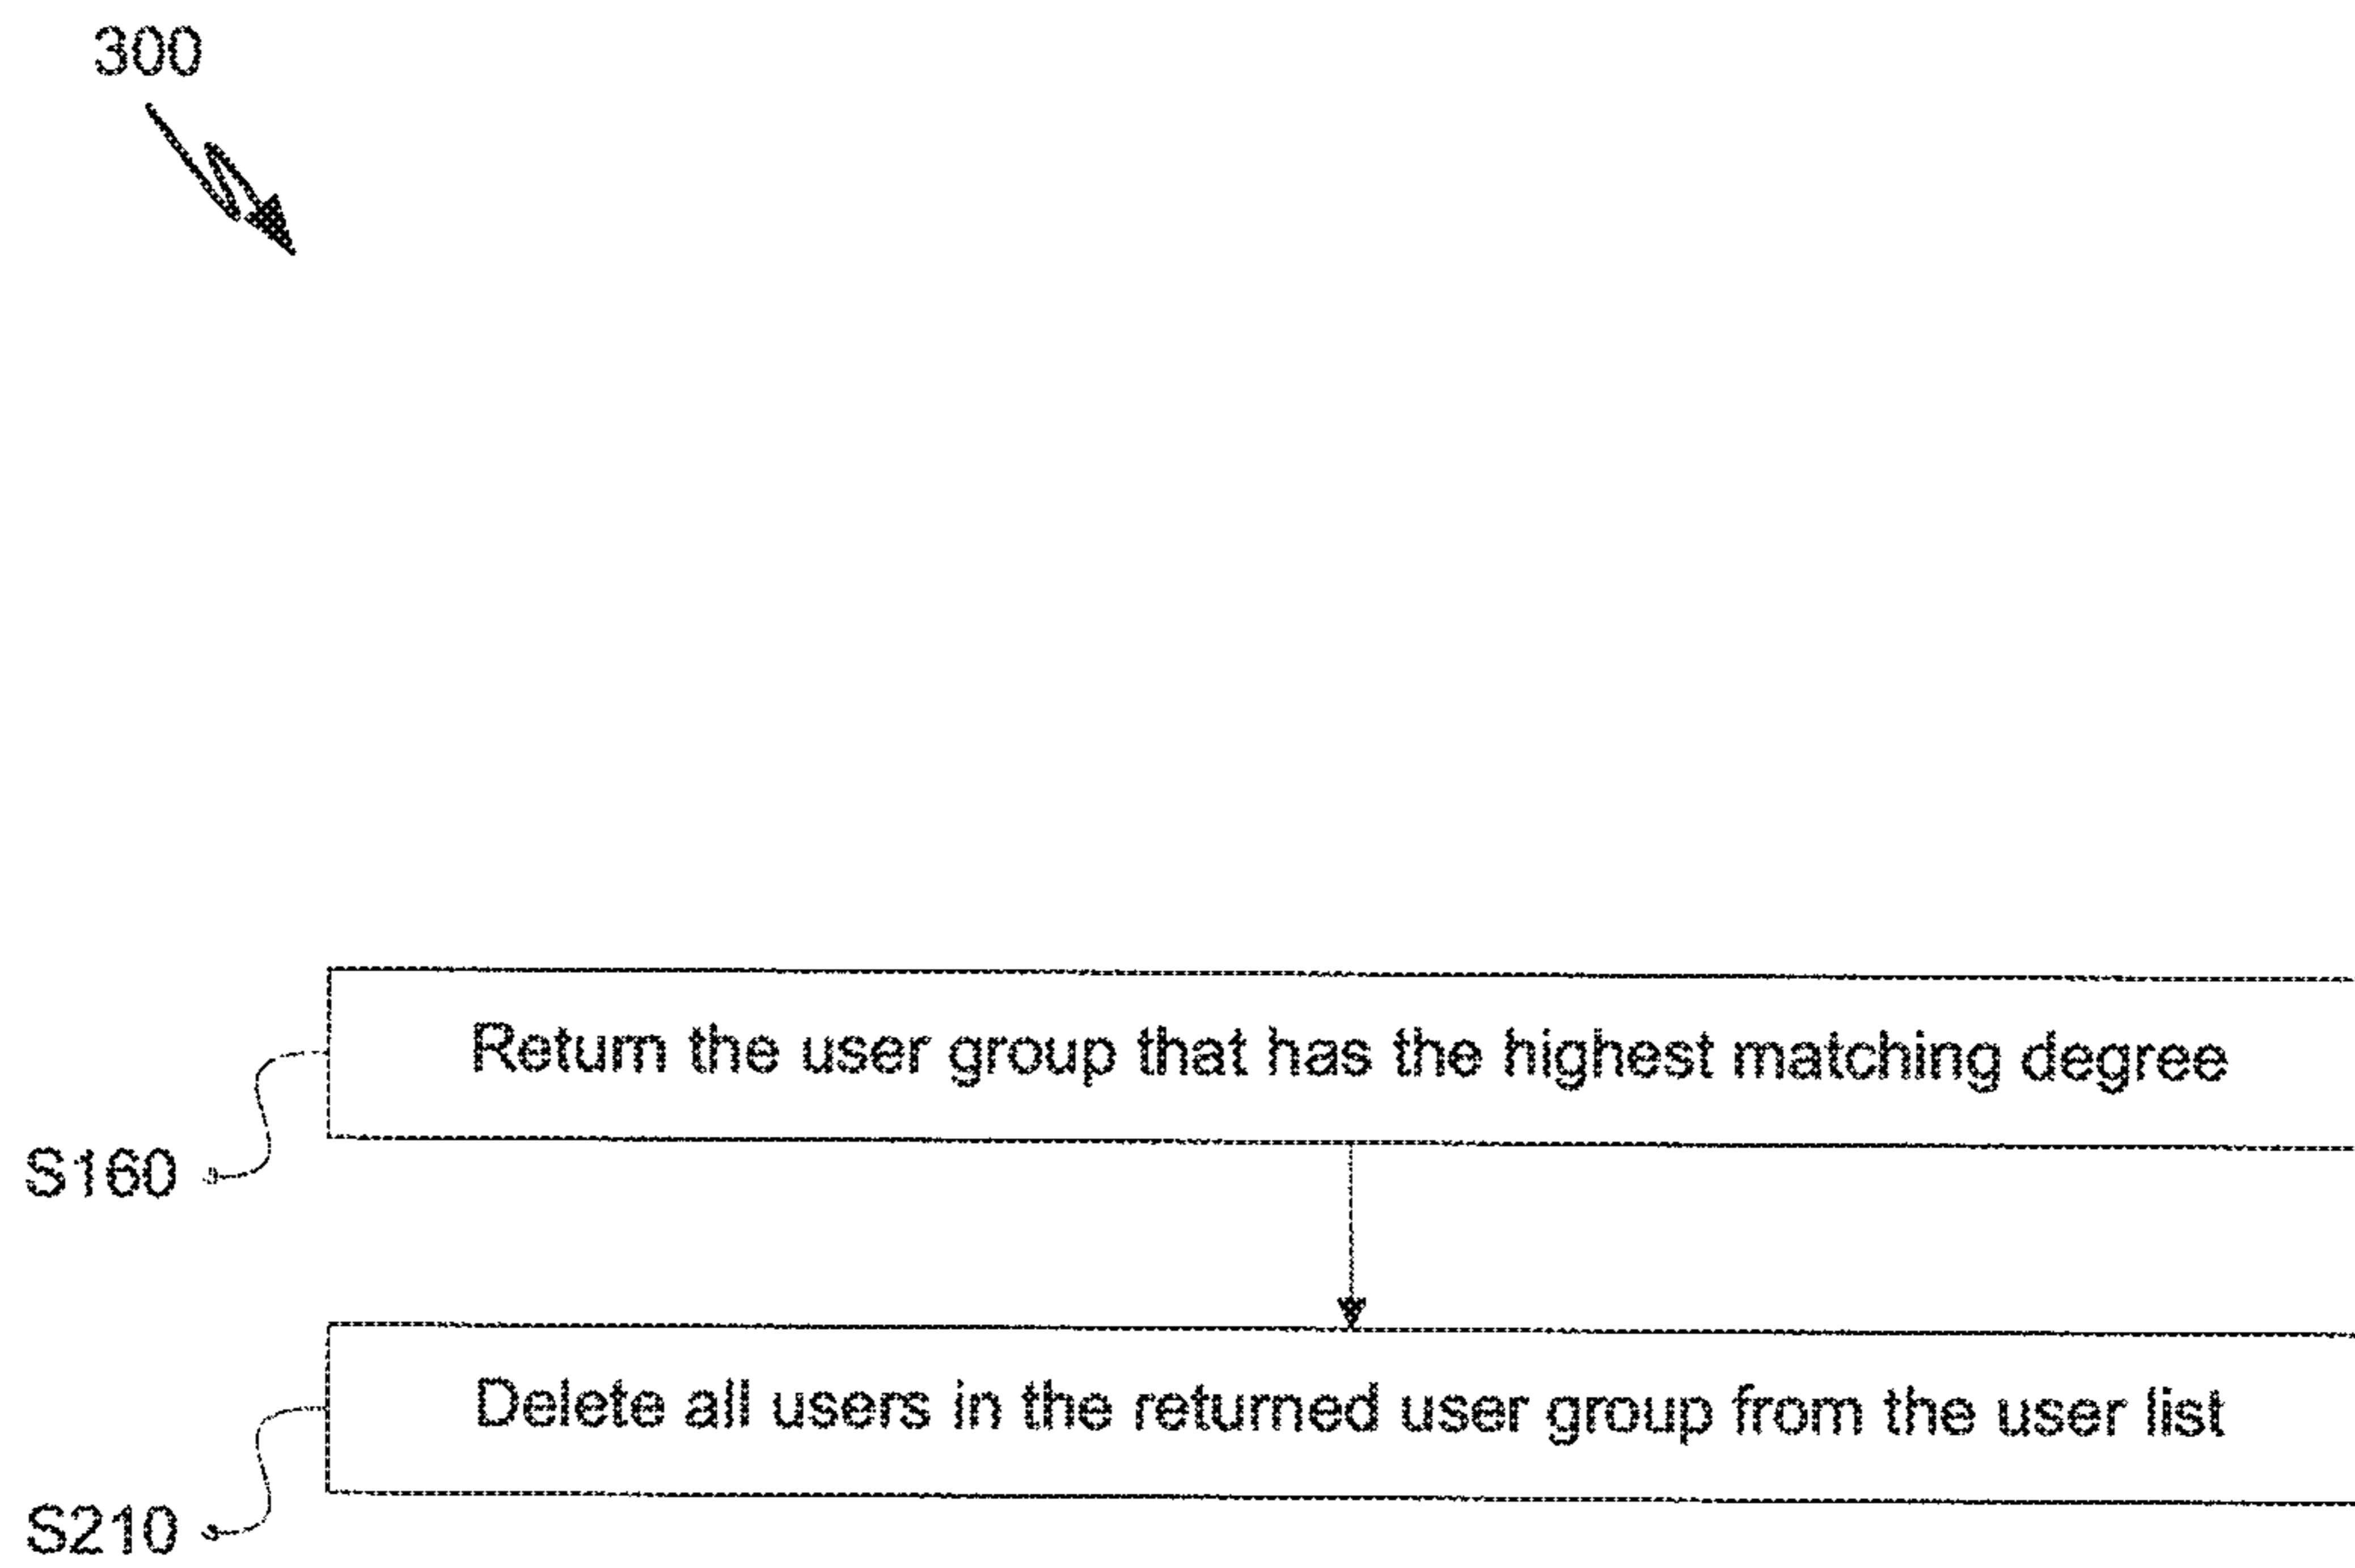 300
Return the user group that has the highest matching degree
S160
Delete all users in the returned user group from the user list
S210